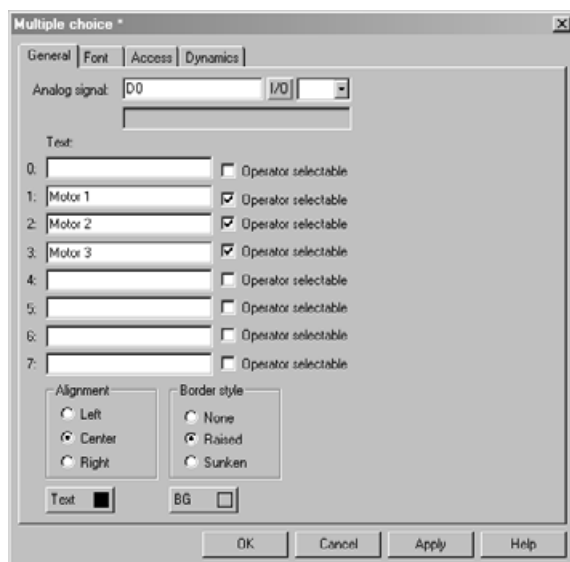 Multiple choice *
General Font Access Dynamics
Analog signal: D0 I/O
Text:
0: Operator selectable
1: Motor 1 Operator selectable
2: Motor 2 Operator selectable
3: Motor 3 Operator selectable
4: Operator selectable
5: Operator selectable
6: Operator selectable
7: Operator selectable
Alignment Border style
Left None
Center Raised
Right Sunken
Text BG
OK Cancel Apply Help